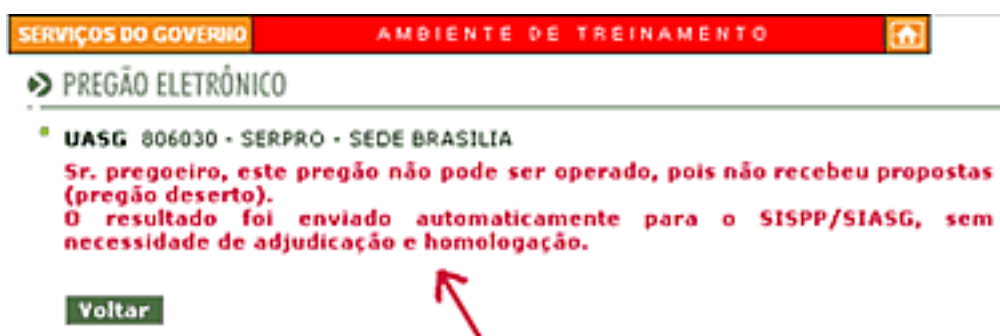 SERVIÇOS DO GOVERNO AMBIENTE DE TREINAMENTO
PREGÃO ELETRÔNICO
UASG 806030 - SERPRO - SEDE BRASILIA
Sr. pregoeiro, este pregão não pode ser operado, pois não recebeu propostas
(pregão deserto).
O resultado foi enviado automaticamente para o SISPP/SIASG, sem
necessidade de adjudicação e homologação.
Voltar